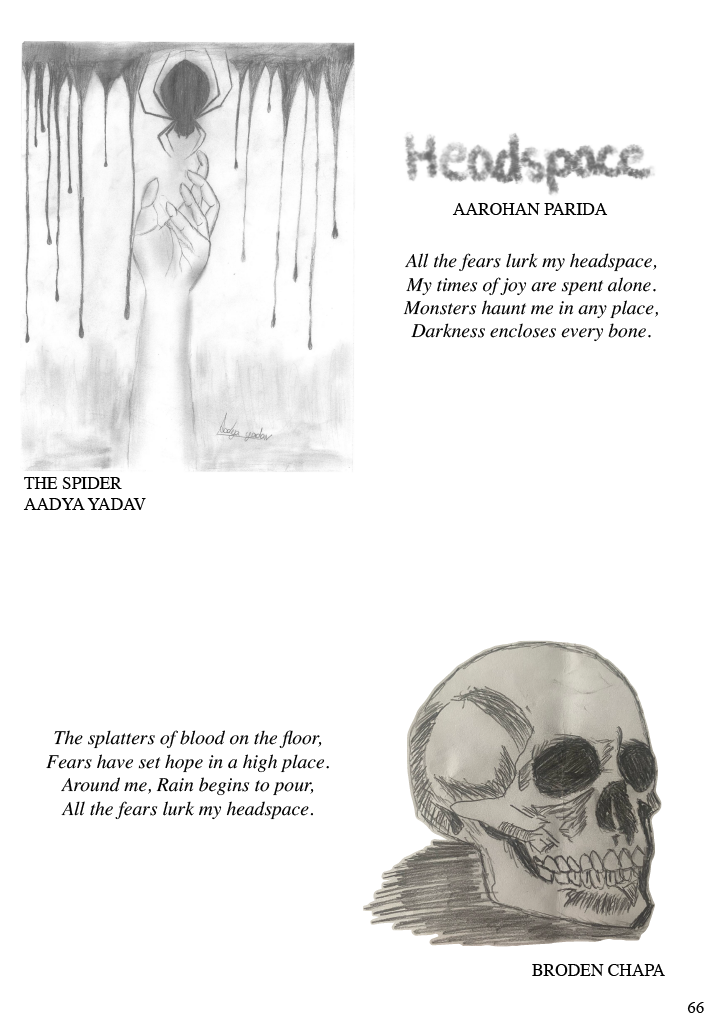 Headspace
AAROHAN PARIDA
All the fears lurk my headspace,
My times of joy are spent alone.
Monsters haunt me in any place,
Darkness encloses every bone.
Aadya yadav
THE SPIDER
AADYA YADAV
The splatters of blood on the floor,
Fears have set hope in a high place.
Around me, Rain begins to pour,
All the fears lurk my headspace.
BRODEN CHAPA
66